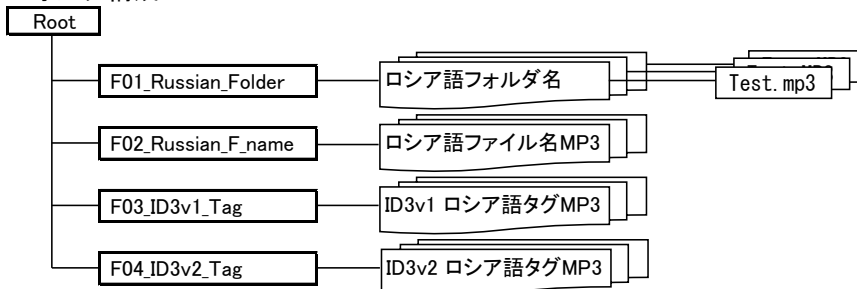 Root
F01_Russian_Folder
ロシア語フォルダ名
Test.mp3
F02_Russian_F_name
ロシア語ファイル名MP3
F03_ID3v1_Tag
ID3v1 ロシア語タグMP3
F04_ID3v2_Tag
ID3v2 ロシア語タグMP3